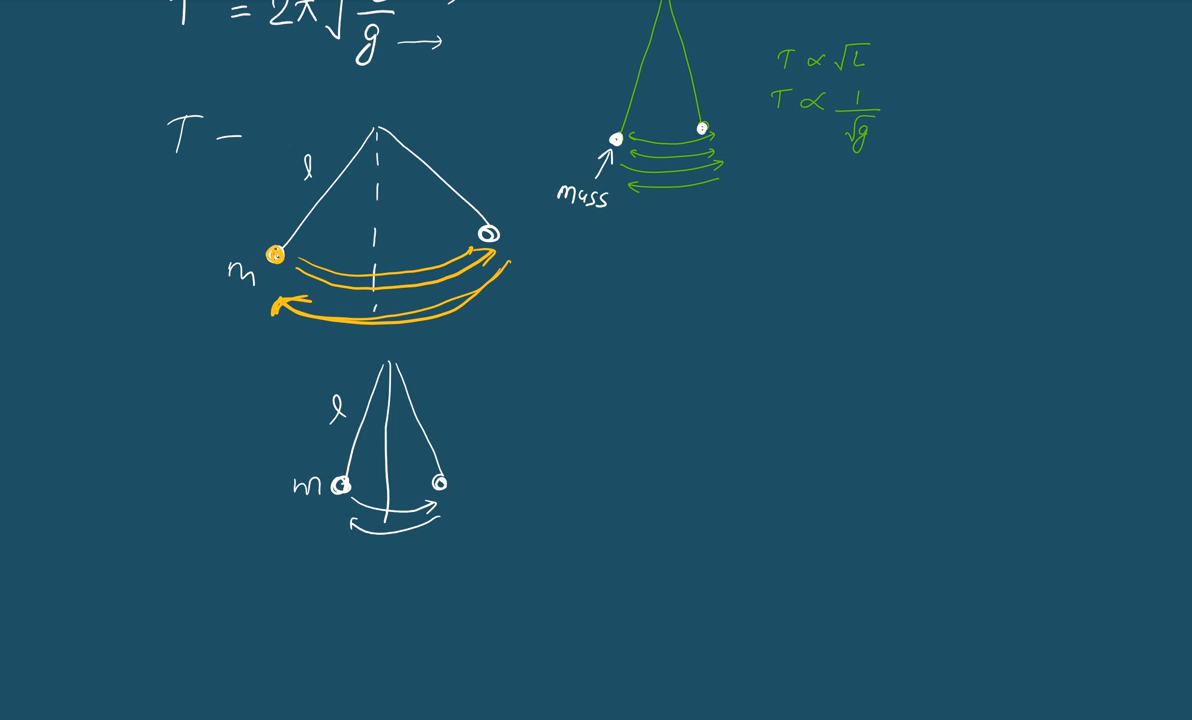 T = 2π√ g →
T ∝ √L
T ∝ 1/√g
T –
l
mass
m
l
m